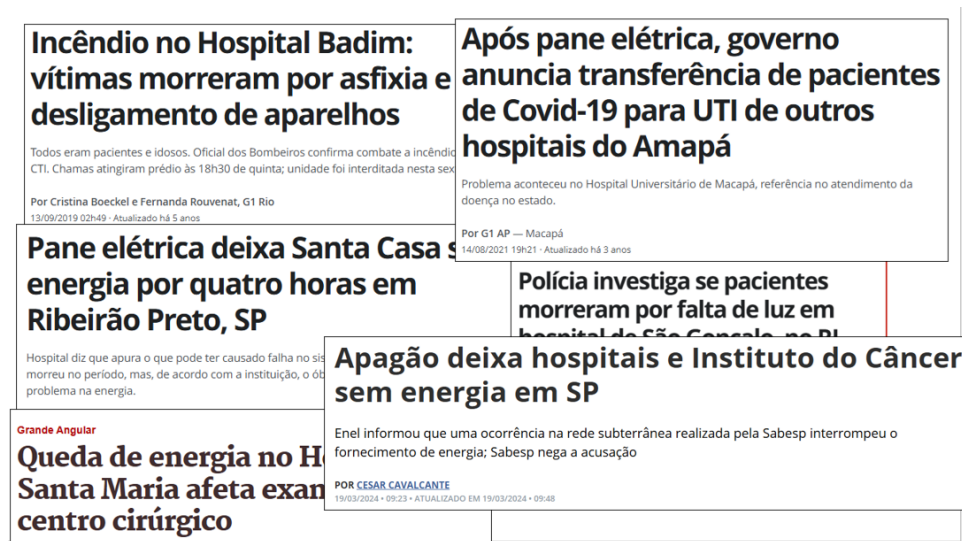 Incêndio no Hospital Badim:
vítimas morreram por asfixia e
desligamento de aparelhos
Todos eram pacientes e idosos. Oficial dos Bombeiros confirma combate a incêndio
CTI. Chamas atingiram prédio às 18h30 de quinta; unidade foi interditada nesta
Por Cristina Boeckel e Fernanda Rouvenat, G1 Rio
13/09/2019 02h49 · Atualizado há 5 anos
Após pane elétrica, governo
anuncia transferência de pacientes
de Covid-19 para UTI de outros
hospitais do Amapá
Problema aconteceu no Hospital Universitário de Macapá, referência no atendimento da
doença no estado.
Por G1 AP — Macapá
14/08/2021 19h21 · Atualizado há 3 anos
Pane elétrica deixa Santa Casa
energia por quatro horas em
Ribeirão Preto, SP
Hospital diz que apura o que pode ter causado falha no
morreu no período, mas, de acordo com a instituição, o
problema na energia.
Polícia investiga se pacientes
morreram por falta de luz em
hospital de São Gonçalo, no RJ
Apagão deixa hospitais e Instituto do Câncer
sem energia em SP
Enel informou que uma ocorrência na rede subterrânea realizada pela Sabesp interrompeu o
fornecimento de energia; Sabesp nega a acusação
POR CESAR CAVALCANTE
19/03/2024 • 09:23 • ATUALIZADO EM 19/03/2024 • 09:48
Grande Angular
Queda de energia no
Santa Maria afeta
centro cirúrgico